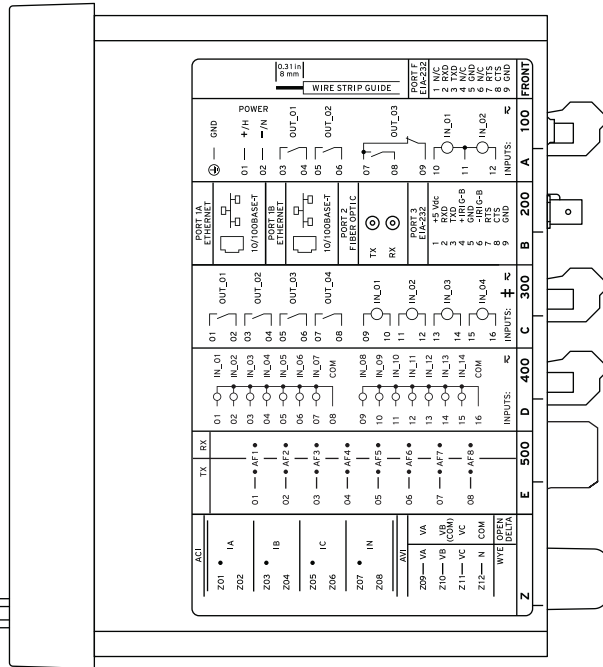 0.31 in
8 mm
WIRE STRIP GUIDE
PORT F
EIA-232
1 N/C
2 RXD
3 TXD
4 N/C
5 GND
6 N/C
7 RTS
8 CTS
9 GND
FRONT
GND
POWER
01 +/H
02 −/N
OUT_01
03
04
OUT_02
05
06
OUT_03
07
08
09
IN_01
10
11
IN_02
12
INPUTS:
A 100
PORT 1A
ETHERNET
10/100BASE-T
PORT 1B
ETHERNET
10/100BASE-T
PORT 2
FIBER OPTIC
TX
RX
PORT 3
EIA-232
1 +5 Vdc
2 RXD
3 TXD
4 +IRIG-B
5 GND
6 −IRIG-B
7 RTS
8 CTS
9 GND
B 200
01
OUT_01
02
03
OUT_02
04
05
OUT_03
06
07
OUT_04
08
09
IN_01
10
11
IN_02
12
13
IN_03
14
15
IN_04
16
INPUTS:
C 300
01 IN_01
02 IN_02
03 IN_03
04 IN_04
05 IN_05
06 IN_06
07 IN_07
08 COM
09 IN_08
10 IN_09
11 IN_10
12 IN_11
13 IN_12
14 IN_13
15 IN_14
16 COM
INPUTS:
D 400
TX RX
01 AF1
02 AF2
03 AF3
04 AF4
05 AF5
06 AF6
07 AF7
08 AF8
E 500
ACI
Z01
IA
Z02
Z03
IB
Z04
Z05
IC
Z06
Z07
IN
Z08
AVI
Z09 VA VA
Z10 VB VB
(COM)
Z11 VC VC
Z12 N COM
WYE OPEN
DELTA
Z